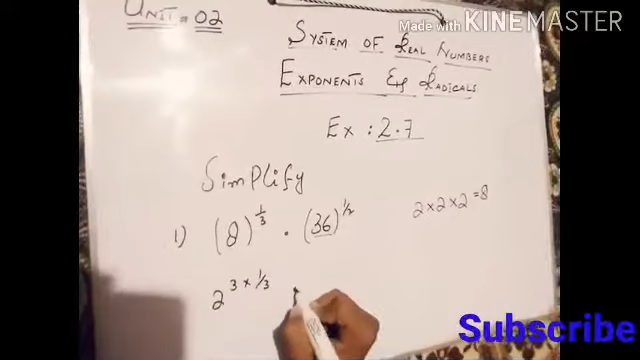 Made with KINEMASTER
UNIT = 02
SYSTEM OF REAL NUMBERS
EXPONENTS & RADICALS
Ex : 2.7
Simplify
1) (8)^1/3 . (36)^1/2
2×2×2=8
2^3×1/3
Subscribe